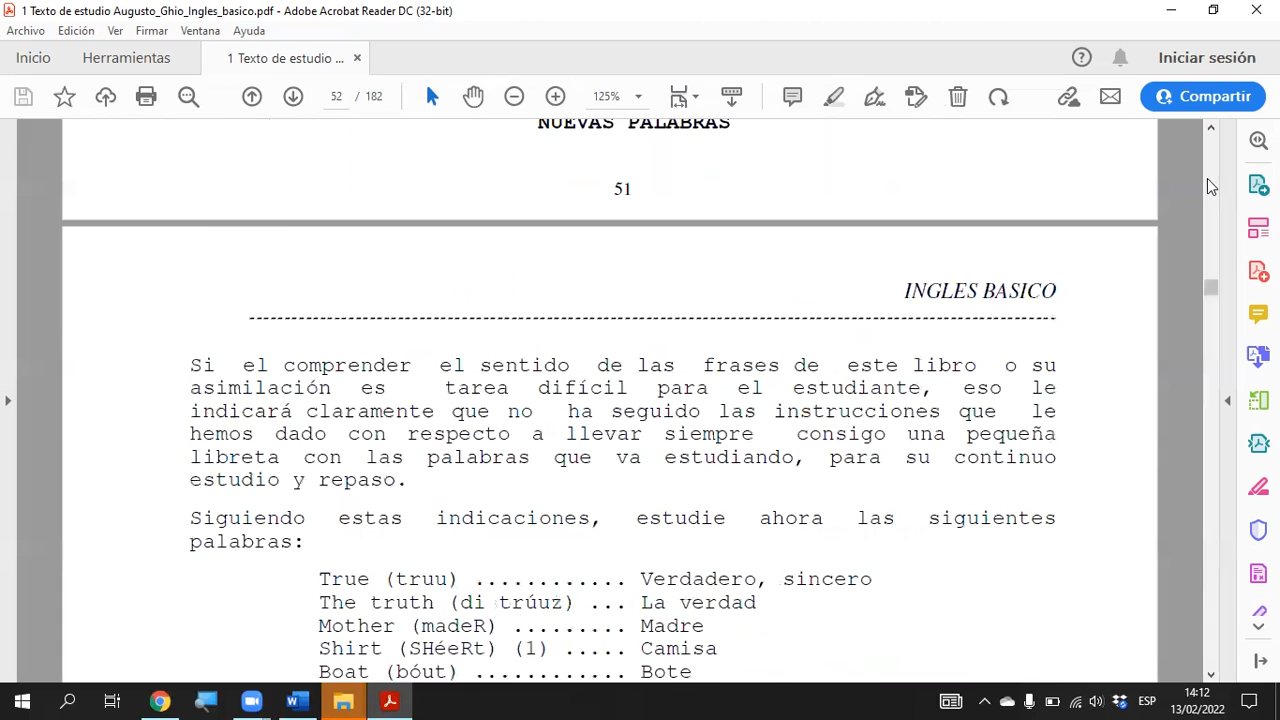 1 Texto de estudio Augusto_Ghio_Ingles_basico.pdf - Adobe Acrobat Reader DC (32-bit)
Archivo Edición Ver Firmar Ventana Ayuda
Inicio Herramientas 1 Texto de estudio ... × Iniciar sesión
52 / 182 125% Compartir
NUEVAS PALABRAS
51
INGLES BASICO
Si el comprender el sentido de las frases de este libro o su
asimilación es tarea difícil para el estudiante, eso le
indicará claramente que no ha seguido las instrucciones que le
hemos dado con respecto a llevar siempre consigo una pequeña
libreta con las palabras que va estudiando, para su continuo
estudio y repaso.
Siguiendo estas indicaciones, estudie ahora las siguientes
palabras:
True (truu) ............ Verdadero, sincero
The truth (di trúuz) ... La verdad
Mother (madeR) ......... Madre
Shirt (SHéeRt) (1) ..... Camisa
Boat (bóut) ............ Bote
ESP
14:12
13/02/2022